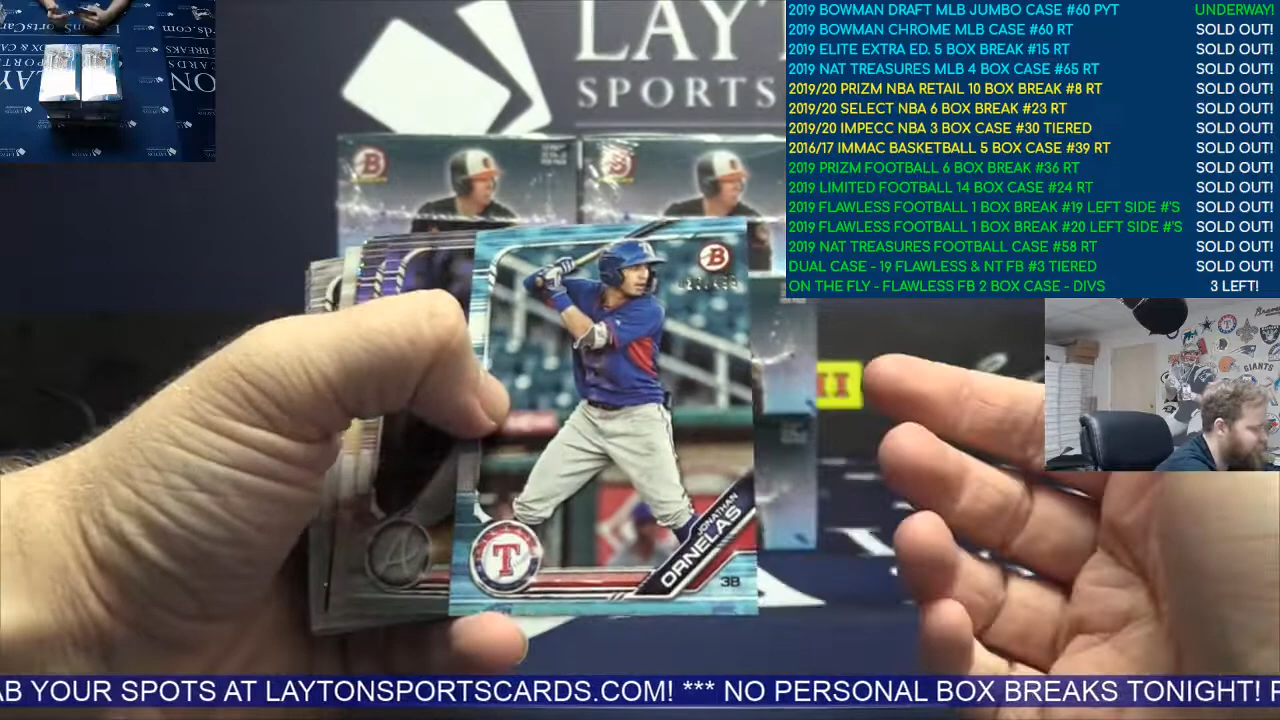 2019 BOWMAN DRAFT MLB JUMBO CASE #60 PYT UNDERWAY!
2019 BOWMAN CHROME MLB CASE #60 RT SOLD OUT!
2019 ELITE EXTRA ED. 5 BOX BREAK #15 RT SOLD OUT!
2019 NAT TREASURES MLB 4 BOX CASE #65 RT SOLD OUT!
2019/20 PRIZM NBA RETAIL 10 BOX BREAK #8 RT SOLD OUT!
2019/20 SELECT NBA 6 BOX BREAK #23 RT SOLD OUT!
2019/20 IMPECC NBA 3 BOX CASE #30 TIERED SOLD OUT!
2016/17 IMMAC BASKETBALL 5 BOX CASE #39 RT SOLD OUT!
2019 PRIZM FOOTBALL 6 BOX BREAK #36 RT SOLD OUT!
2019 LIMITED FOOTBALL 14 BOX CASE #24 RT SOLD OUT!
2019 FLAWLESS FOOTBALL 1 BOX BREAK #19 LEFT SIDE #'S SOLD OUT!
2019 FLAWLESS FOOTBALL 1 BOX BREAK #20 LEFT SIDE #'S SOLD OUT!
2019 NAT TREASURES FOOTBALL CASE #58 RT SOLD OUT!
DUAL CASE - 19 FLAWLESS & NT FB #3 TIERED SOLD OUT!
ON THE FLY - FLAWLESS FB 2 BOX CASE - DIVS 3 LEFT!
LAYT
SPORTS
B
B
B
T
JONATHAN
ORNELAS
3B
A
GIANTS
AB YOUR SPOTS AT LAYTONSPORTSCARDS.COM! *** NO PERSONAL BOX BREAKS TONIGHT!